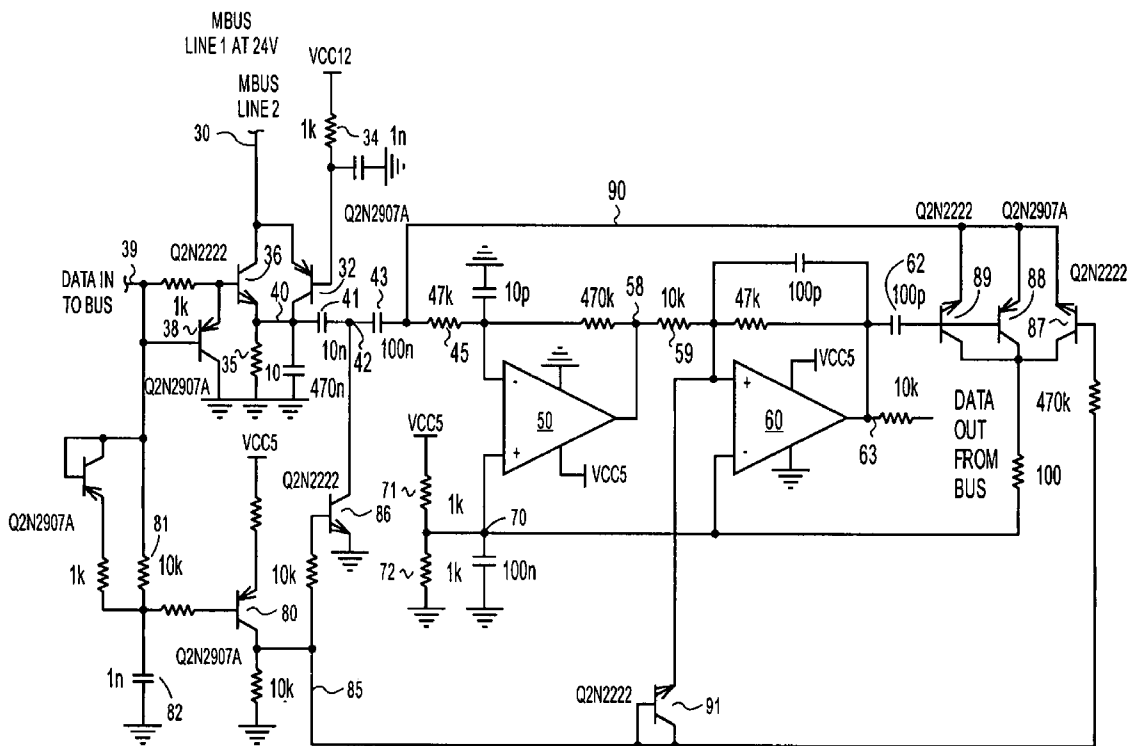 MBUS
LINE 1 AT 24V
MBUS
LINE 2
VCC12
30
1k
34
1n
90
Q2N2907A
Q2N2222
Q2N2907A
39
Q2N2222
36
32
62
89
88
Q2N2222
DATA IN
TO BUS
40
41
43
47k
10p
470k
58
10k
47k
100p
100p
87
1k
38
35
10
10n
42
100n
45
59
Q2N2907A
470n
VCC5
50
60
63
10k
DATA
OUT
FROM
BUS
470k
VCC5
VCC5
VCC5
Q2N2222
86
71
1k
70
100
Q2N2907A
81
1k
10k
10k
72
1k
100n
80
Q2N2907A
1n
82
10k
85
Q2N2222
91
-
+
+
-